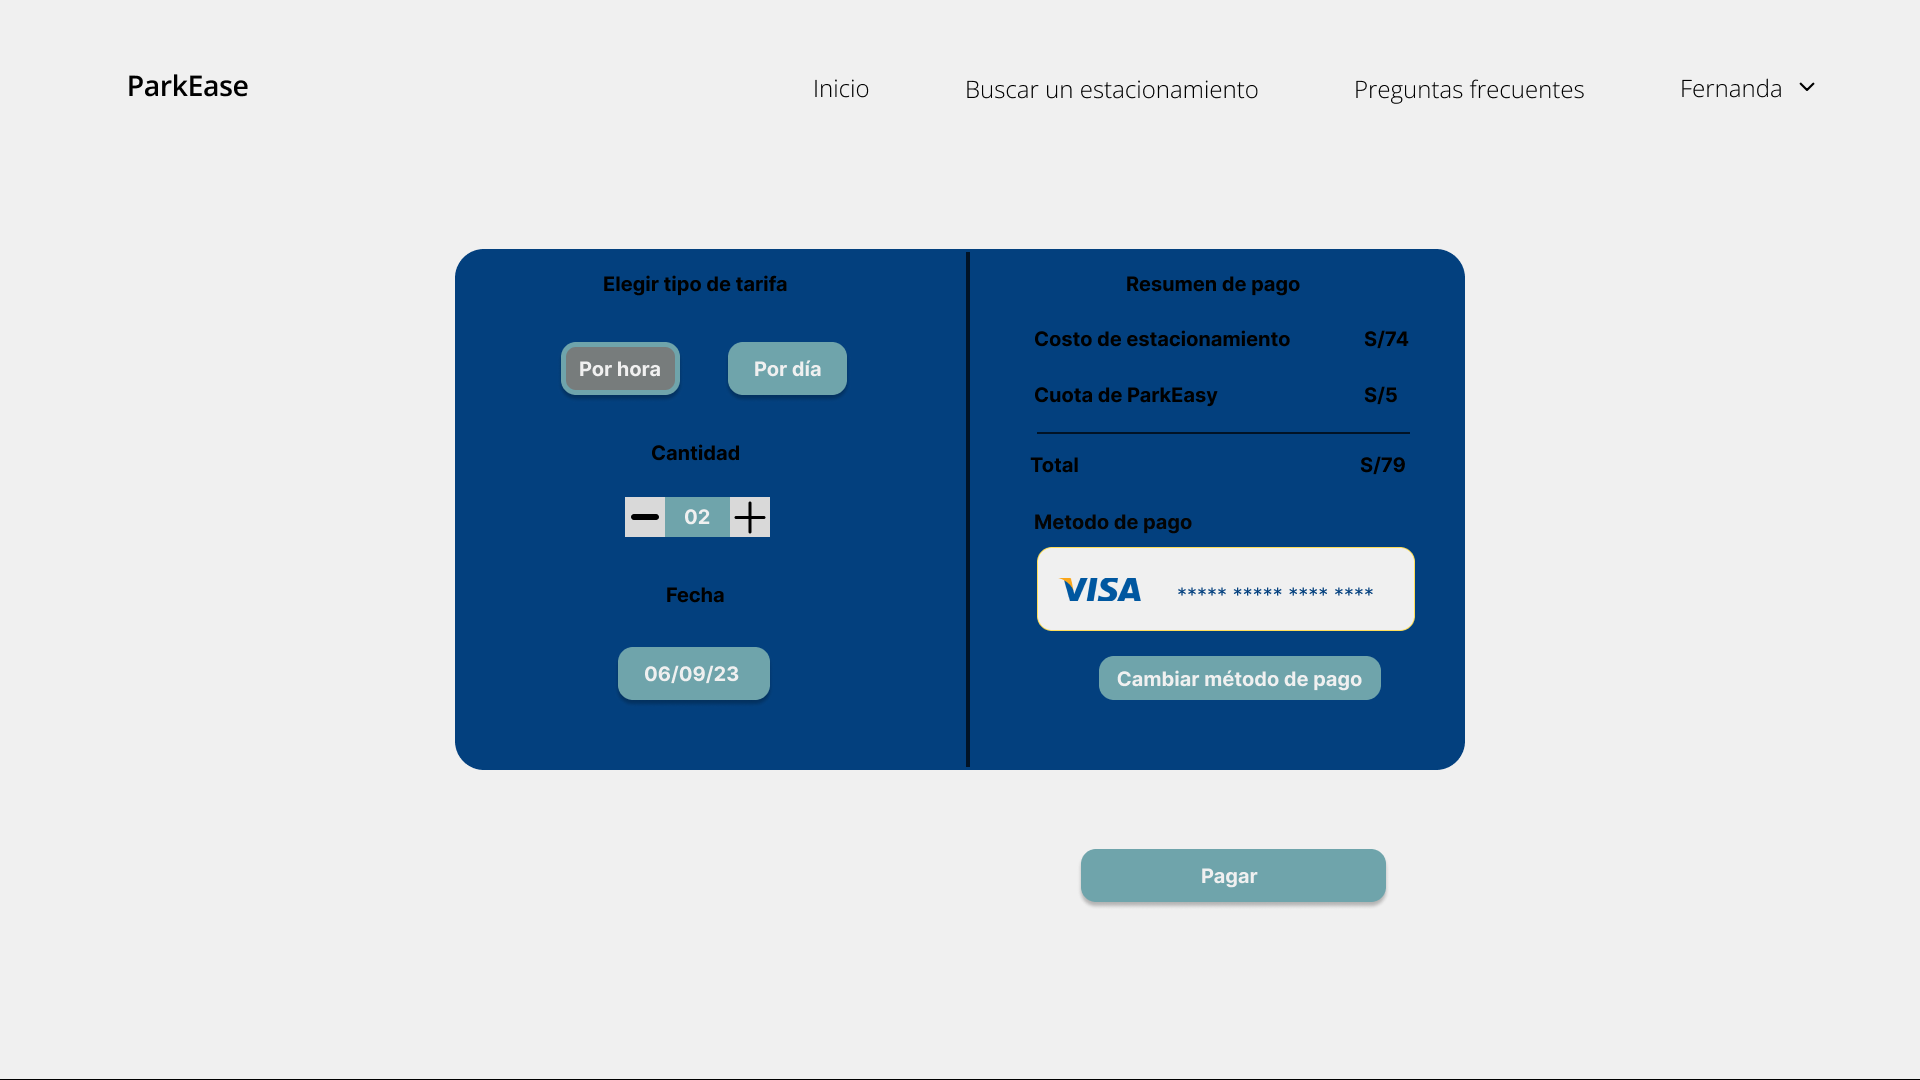 ParkEase
Inicio
Buscar un estacionamiento
Preguntas frecuentes
Fernanda
Elegir tipo de tarifa
Por hora
Por día
Cantidad
02
Fecha
06/09/23
Resumen de pago
Costo de estacionamiento S/74
Cuota de ParkEasy S/5
Total S/79
Metodo de pago
VISA ***** ***** **** ****
Cambiar método de pago
Pagar